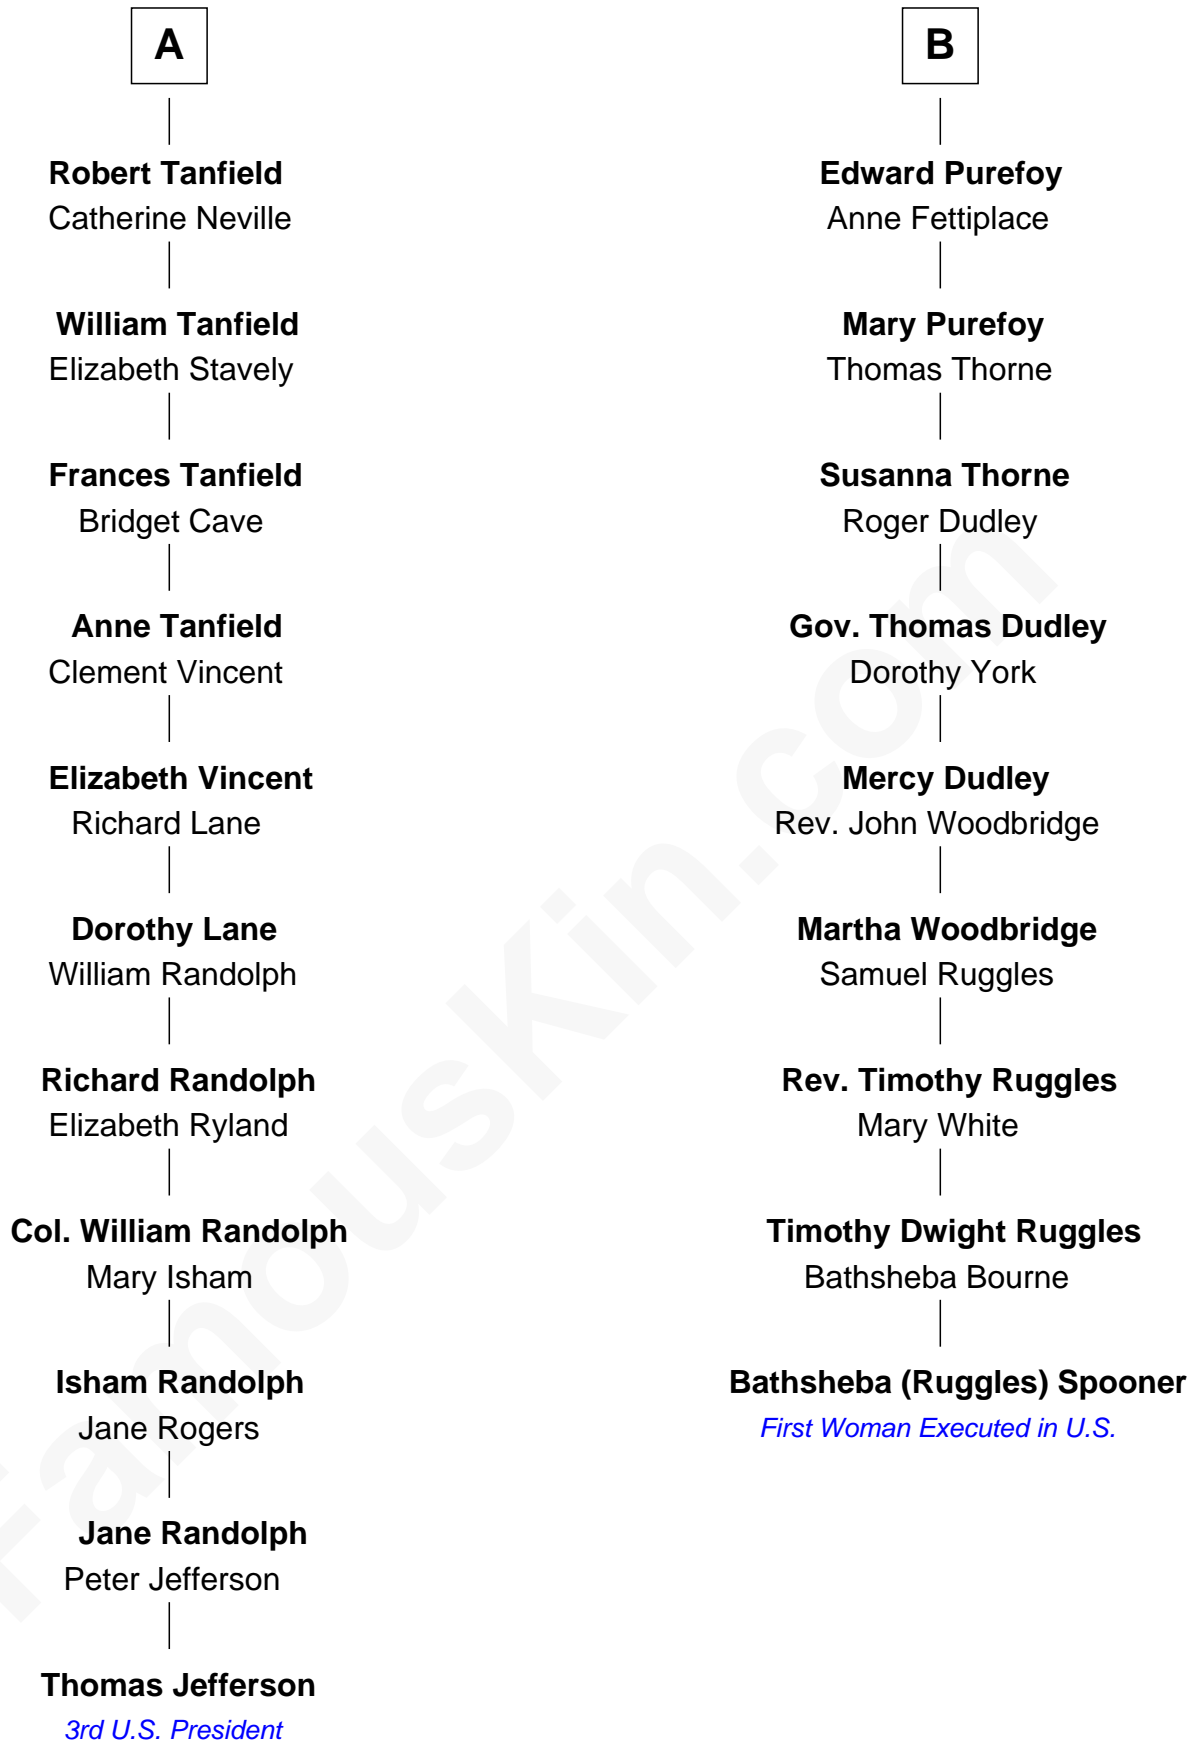 A
Robert Tanfield
Catherine Neville
William Tanfield
Elizabeth Stavely
Frances Tanfield
Bridget Cave
Anne Tanfield
Clement Vincent
Elizabeth Vincent
Richard Lane
Dorothy Lane
William Randolph
Richard Randolph
Elizabeth Ryland
Col. William Randolph
Mary Isham
Isham Randolph
Jane Rogers
Jane Randolph
Peter Jefferson
Thomas Jefferson
3rd U.S. President
B
Edward Purefoy
Anne Fettiplace
Mary Purefoy
Thomas Thorne
Susanna Thorne
Roger Dudley
Gov. Thomas Dudley
Dorothy York
Mercy Dudley
Rev. John Woodbridge
Martha Woodbridge
Samuel Ruggles
Rev. Timothy Ruggles
Mary White
Timothy Dwight Ruggles
Bathsheba Bourne
Bathsheba (Ruggles) Spooner
First Woman Executed in U.S.
FamousKin.com